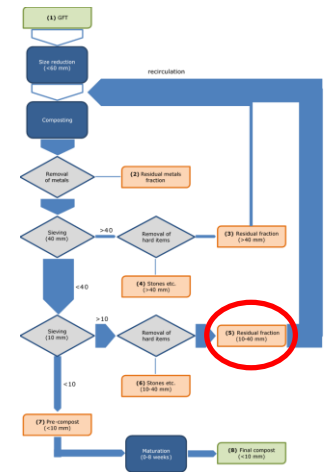 (1) GFT
Size reduction
(<60 mm)
recirculation
Composting
Removal
of metals
(2) Residual metals
fraction
Sieving
(40 mm)
>40
Removal of
hard items
(3) Residual fraction
(>40 mm)
(4) Stones etc.
(>40 mm)
<40
Sieving
(10 mm)
>10
Removal of
hard items
(5) Residual fraction
(10-40 mm)
(6) Stones etc.
(10-40 mm)
<10
(7) Pre-compost
(<10 mm)
Maturation
(0-8 weeks)
(8) Final compost
(<10 mm)